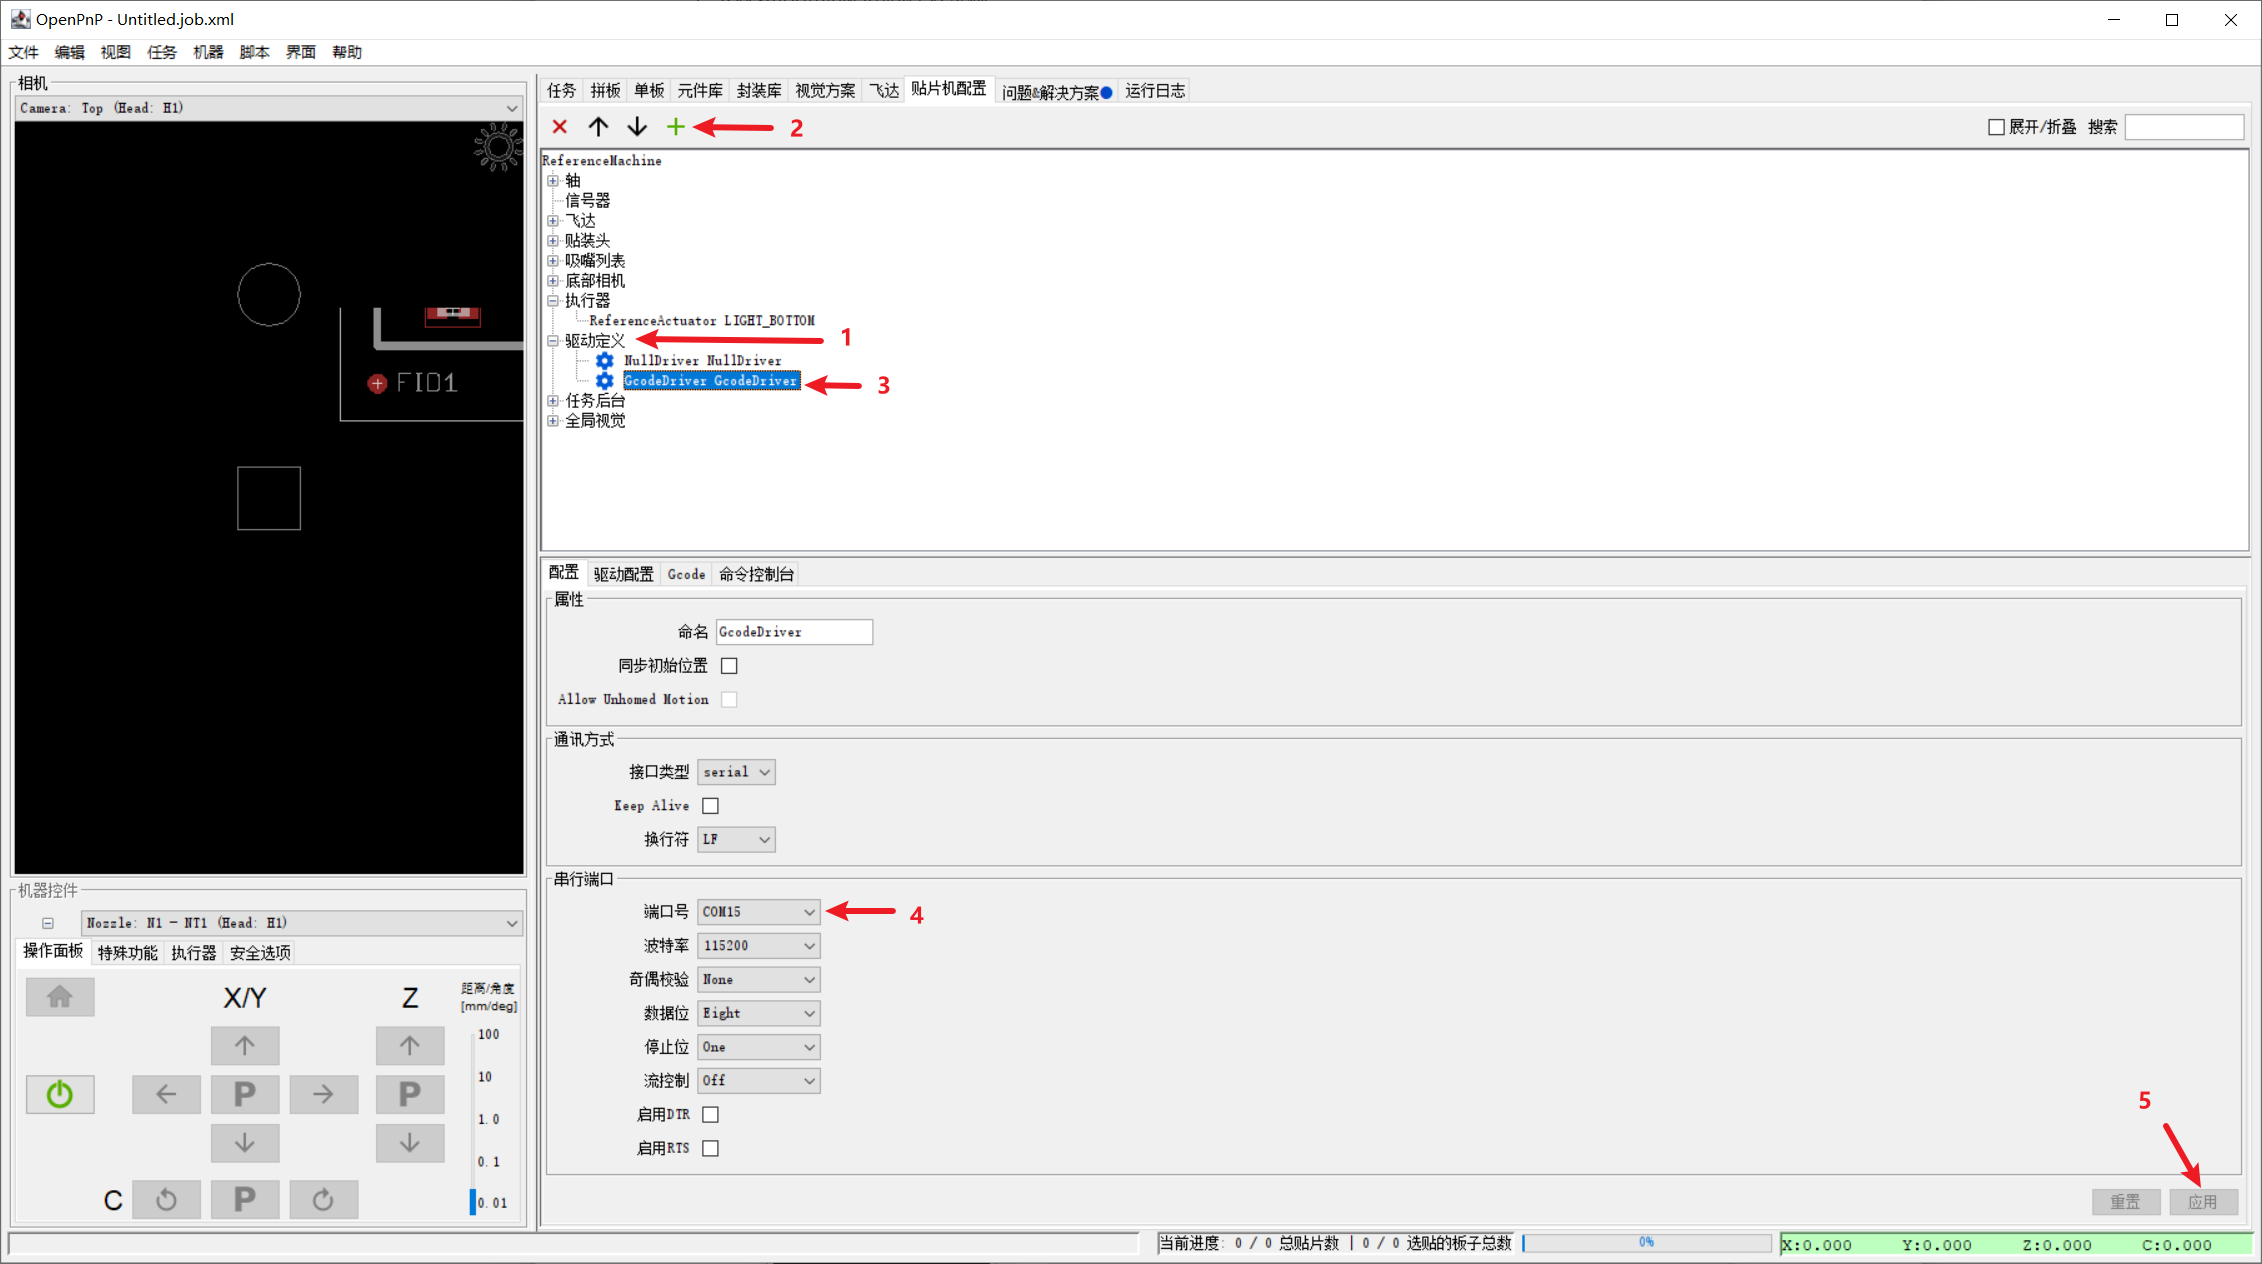 OpenPnP - Untitled.job.xml
文件 编辑 视图 任务 机器 脚本 界面 帮助
相机
Camera: Top (Head: H1)
FID1
机器控件
Nozzle: N1 - NT1 (Head: H1)
操作面板 特殊功能 执行器 安全选项
X/Y
Z
距离/角度
[mm/deg]
100
10
P
P
1.0
0.1
C
P
0.01
任务 拼板 单板 元件库 封装库 视觉方案 飞达 贴片机配置 问题&解决方案 运行日志
2
展开/折叠 搜索
ReferenceMachine
轴
信号器
飞达
贴装头
吸嘴列表
底部相机
执行器
ReferenceActuator LIGHT_BOTTOM
驱动定义
1
NullDriver NullDriver
GcodeDriver GcodeDriver
3
任务后台
全局视觉
配置 驱动配置 Gcode 命令控制台
属性
命名 GcodeDriver
同步初始位置
Allow Unhomed Motion
通讯方式
接口类型 serial
Keep Alive
换行符 LF
串行端口
端口号 COM15
4
波特率 115200
奇偶校验 None
数据位 Eight
停止位 One
流控制 Off
启用DTR
启用RTS
5
重置 应用
当前进度: 0 / 0 总贴片数 | 0 / 0 选贴的板子总数
0%
X:0.000 Y:0.000 Z:0.000 C:0.000